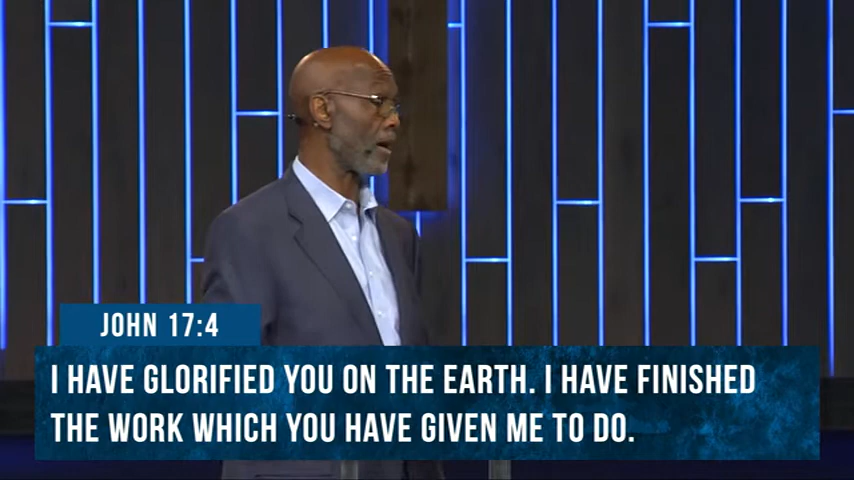 JOHN 17:4
I HAVE GLORIFIED YOU ON THE EARTH. I HAVE FINISHED
THE WORK WHICH YOU HAVE GIVEN ME TO DO.